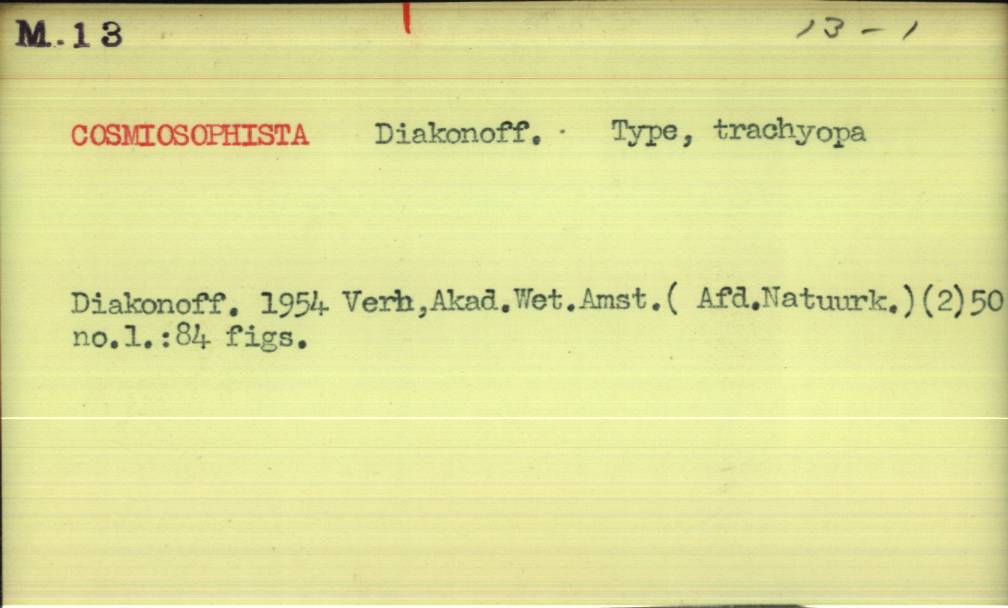 M.13 13-1
COSMIOSOPHISTA Diakonoff. Type, trachyopa
Diakonoff. 1954 Verh,Akad.Wet.Amst.( Afd.Natuurk.)(2)50
no.1.:84 figs.